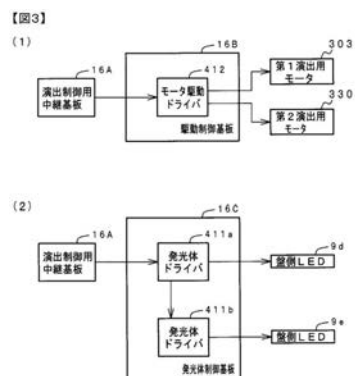 【図3】
(1)
16A
演出制御用
中継基板
16B
412
モータ駆動
ドライバ
駆動制御基板
303
第1演出用
モータ
330
第2演出用
モータ
(2)
16A
演出制御用
中継基板
16C
411a
発光体
ドライバ
411b
発光体
ドライバ
発光体制御基板
9d
盤側LED
9e
盤側LED